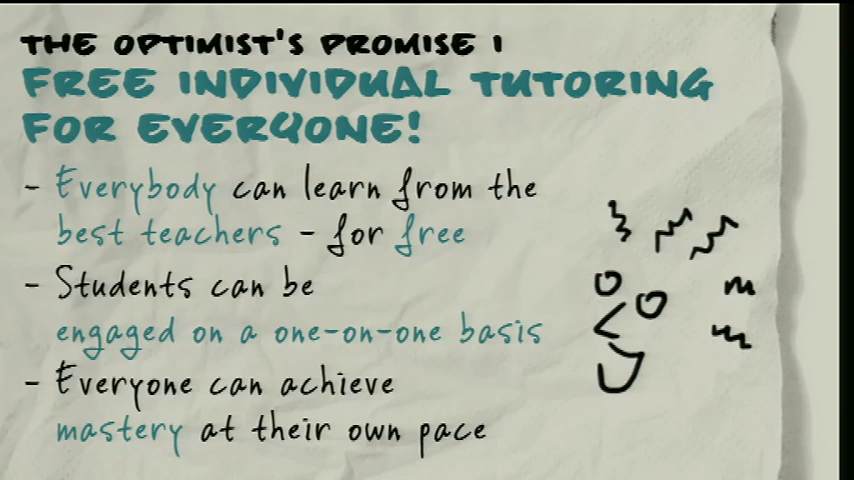 THE OPTIMIST'S PROMISE 1
FREE INDIVIDUAL TUTORING
FOR EVERYONE!
- Everybody can learn from the
best teachers - for free
- Students can be
engaged on a one-on-one basis
- Everyone can achieve
mastery at their own pace